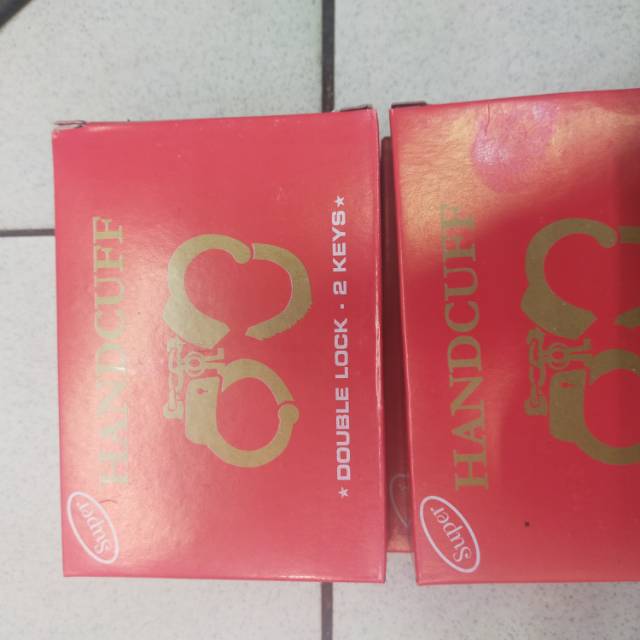 Super
HANDCUFF
★ DOUBLE LOCK · 2 KEYS ★
Super
HANDCUFF